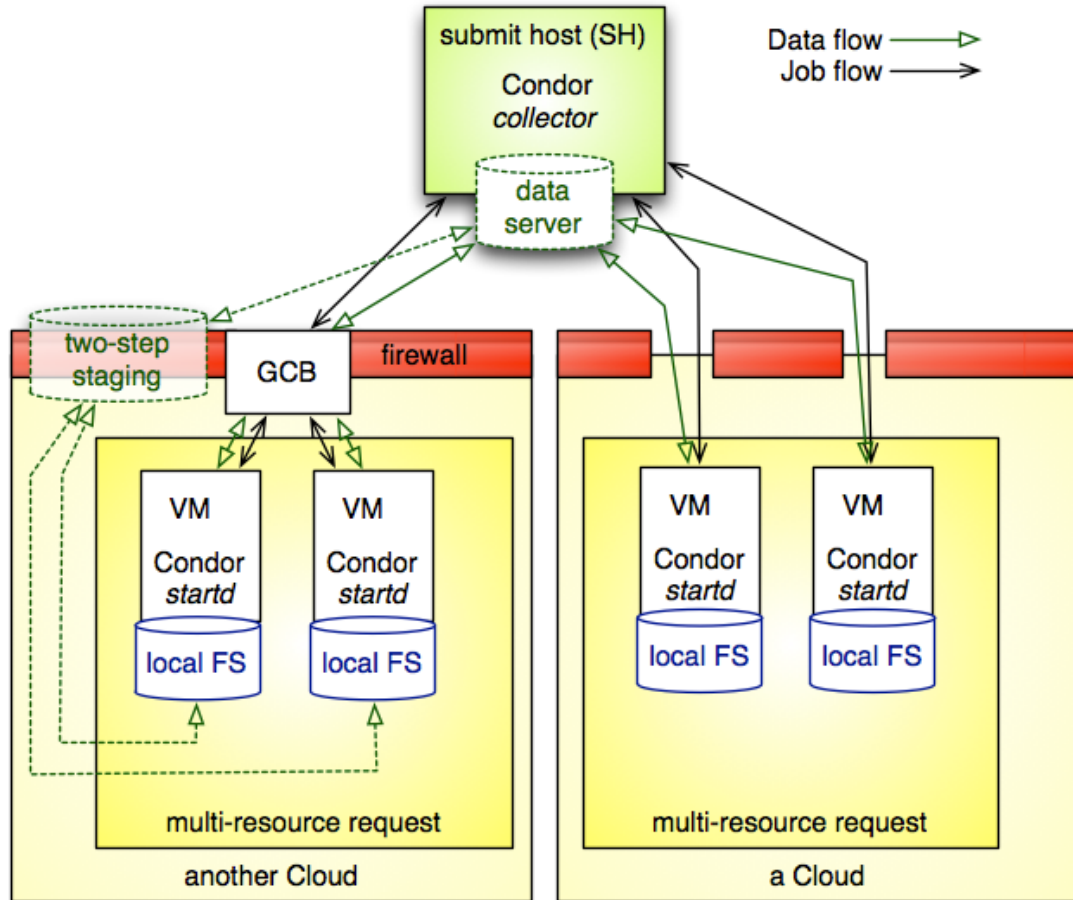 submit host (SH)
Condor
collector
data
server
Data flow
Job flow
two-step
staging
GCB
firewall
VM
Condor
startd
local FS
VM
Condor
startd
local FS
multi-resource request
another Cloud
VM
Condor
startd
local FS
VM
Condor
startd
local FS
multi-resource request
a Cloud